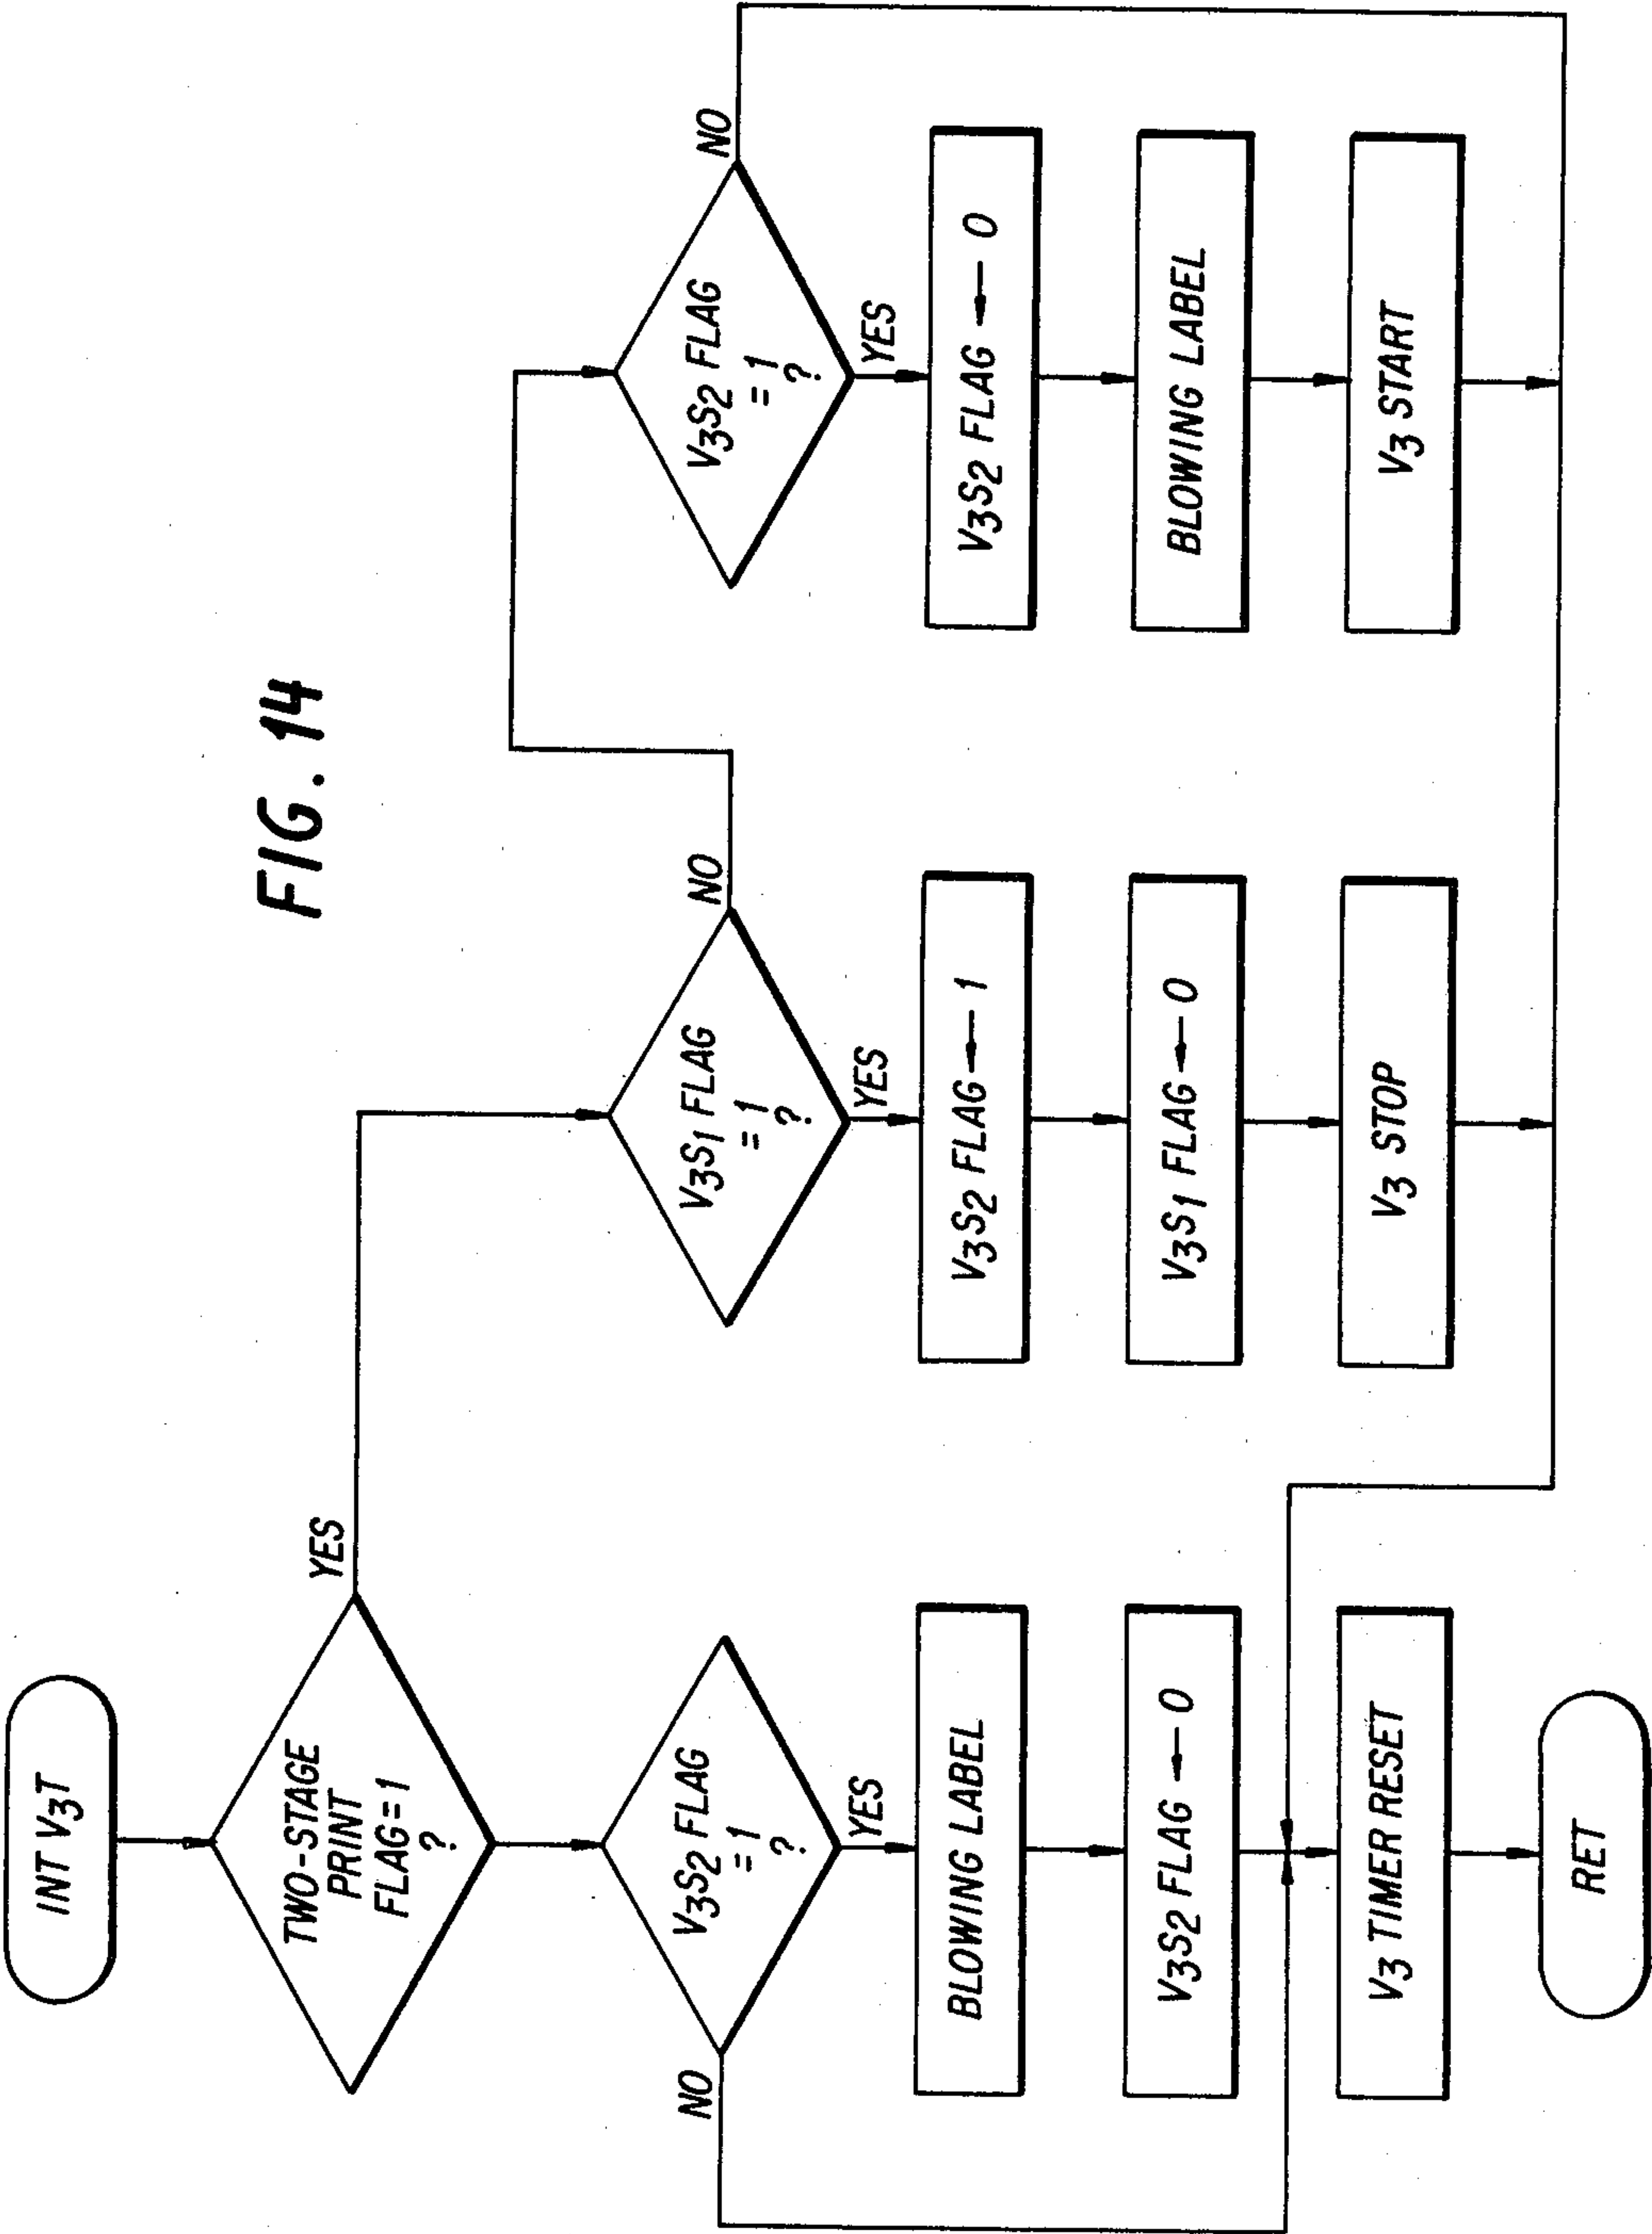 FIG. 14
INT V3T
TWO-STAGE
PRINT
FLAG=1
?
YES
V3S2 FLAG
= 1
?
NO
YES
BLOWING LABEL
V3S2 FLAG ← 0
V3 TIMER RESET
RET
V3S1 FLAG
= 1
?
NO
YES
V3S2 FLAG ← 1
V3S1 FLAG ← 0
V3 STOP
V3S2 FLAG
= 1
?
NO
YES
V3S2 FLAG ← 0
BLOWING LABEL
V3 START